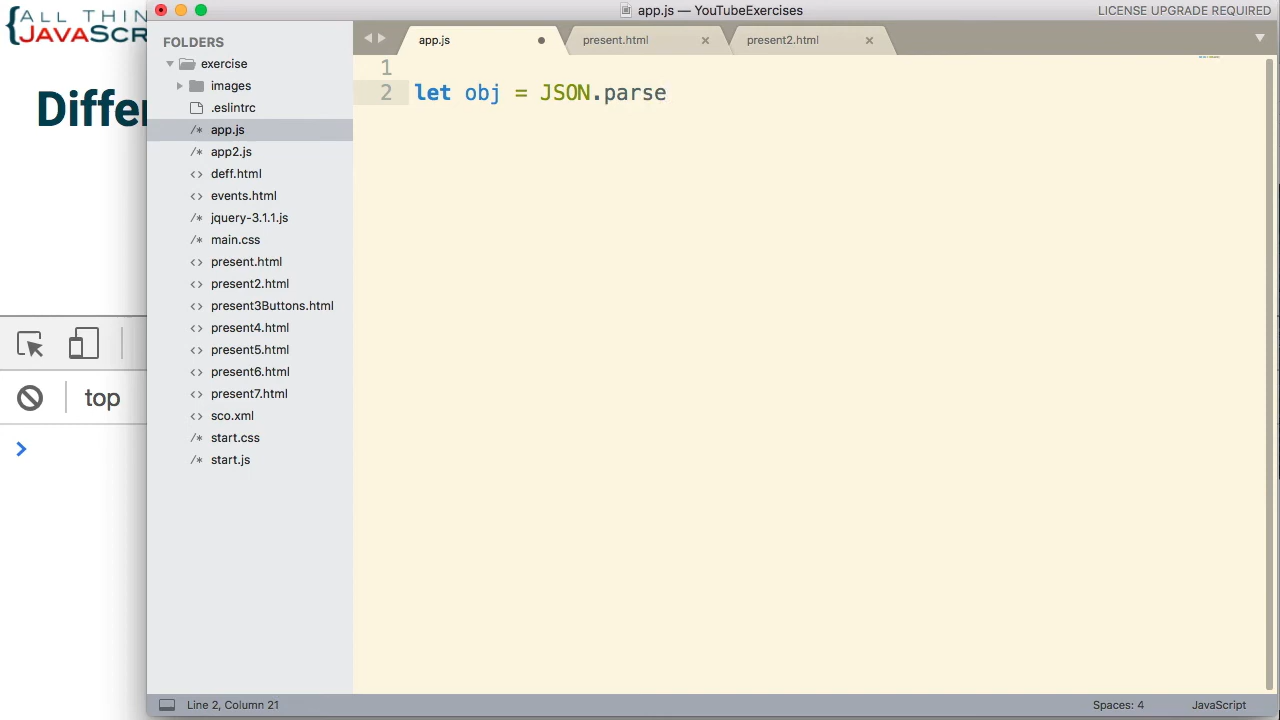 {ALL THIN
JAVASCR
Differ
top
app.js — YouTubeExercises
LICENSE UPGRADE REQUIRED
FOLDERS
exercise
images
.eslintrc
app.js
app2.js
deff.html
events.html
jquery-3.1.1.js
main.css
present.html
present2.html
present3Buttons.html
present4.html
present5.html
present6.html
present7.html
sco.xml
start.css
start.js
app.js
present.html
present2.html
1
2 let obj = JSON.parse
Line 2, Column 21
Spaces: 4
JavaScript